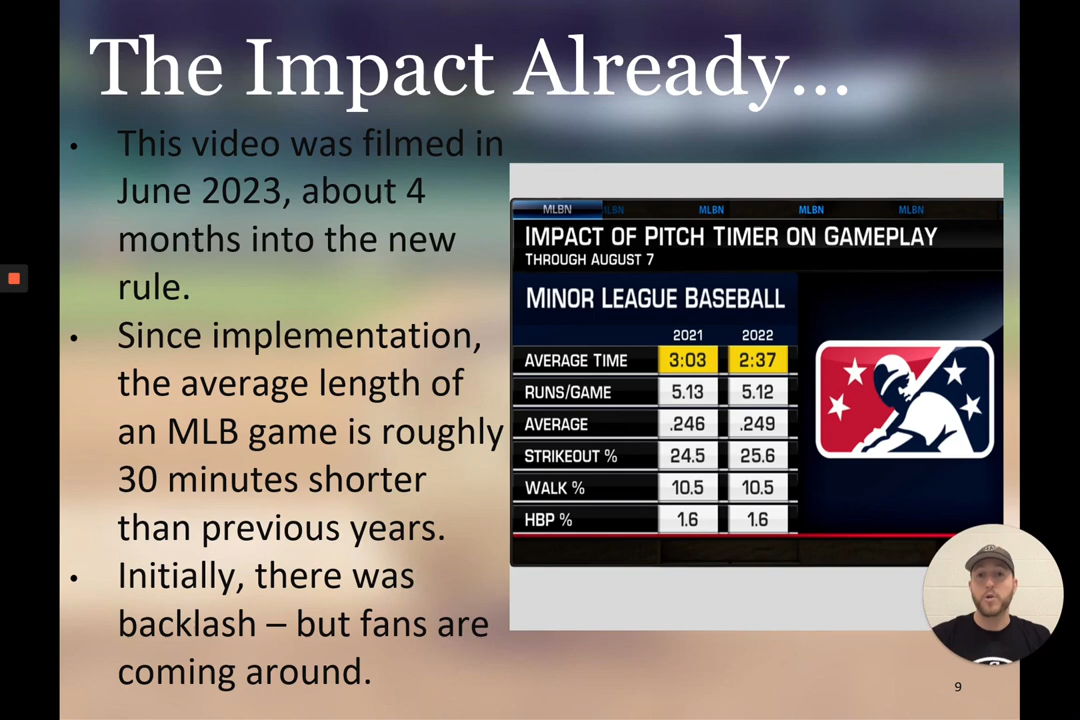 The Impact Already...
• This video was filmed in
June 2023, about 4
months into the new
rule.
• Since implementation,
the average length of
an MLB game is roughly
30 minutes shorter
than previous years.
• Initially, there was
backlash – but fans are
coming around.
MLBN MLBN MLBN MLBN MLBN
IMPACT OF PITCH TIMER ON GAMEPLAY
THROUGH AUGUST 7
MINOR LEAGUE BASEBALL
2021 2022
AVERAGE TIME 3:03 2:37
RUNS/GAME 5.13 5.12
AVERAGE .246 .249
STRIKEOUT % 24.5 25.6
WALK % 10.5 10.5
HBP % 1.6 1.6
9